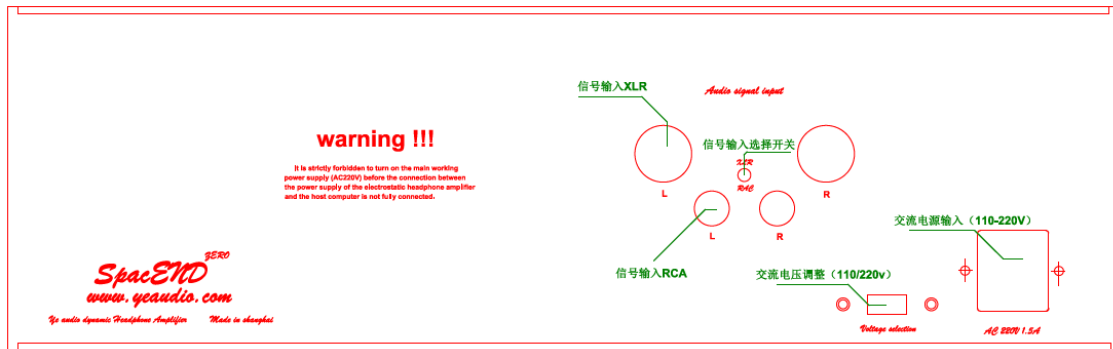 信号输入XLR
Audio signal input
warning !!!
It is strictly forbidden to turn on the main working
power supply (AC220V) before the connection between
the power supply of the electrostatic headphone amplifier
and the host computer is not fully connected.
信号输入选择开关
XLR
RAC
L
R
L
R
信号输入RCA
交流电源输入（110-220V）
交流电压调整（110/220v）
SpacEND ZERO
www.yeaudio.com
Ye audio dynamic Headphone Amplifier
Made in shanghai
Voltage selection
AC 220V 1.5A